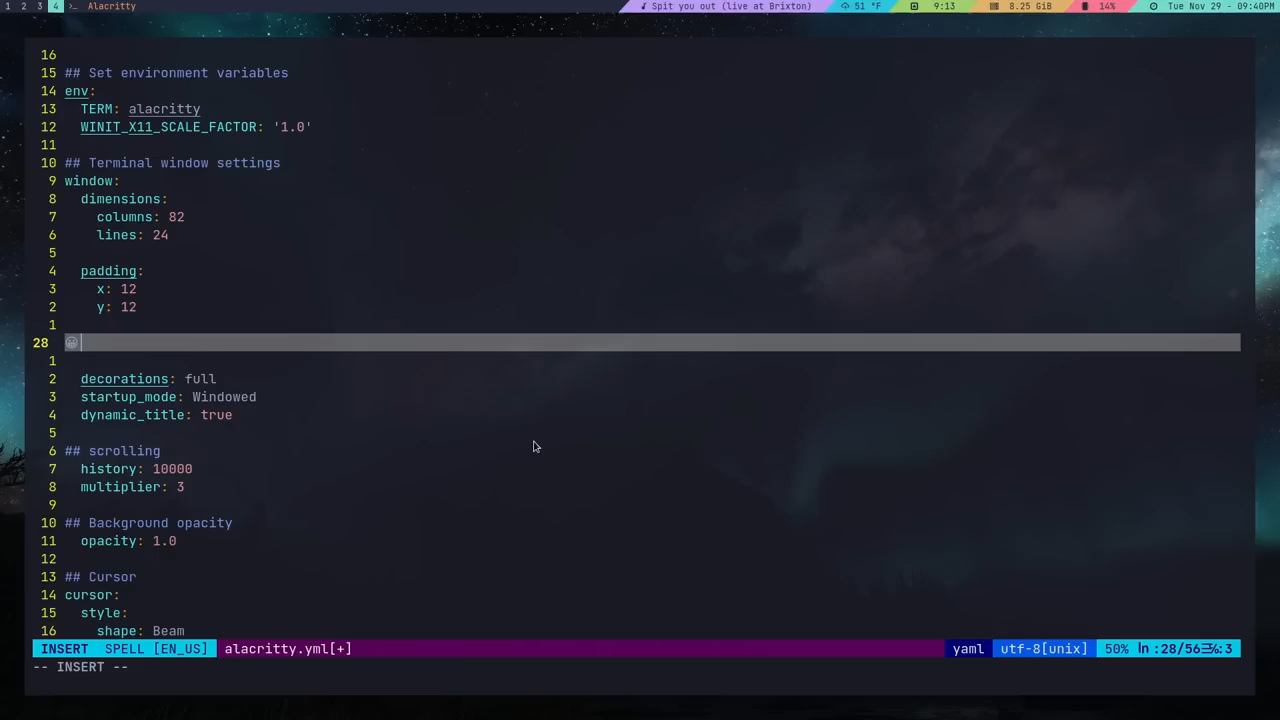 1 2 3 4 >_ Alacritty Spit you out (live at Brixton) 51 °F 9:13 8.25 GiB 14% Tue Nov 29 - 09:40PM
16
15 ## Set environment variables
14 env:
13 TERM: alacritty
12 WINIT_X11_SCALE_FACTOR: '1.0'
11
10 ## Terminal window settings
9 window:
8 dimensions:
7 columns: 82
6 lines: 24
5
4 padding:
3 x: 12
2 y: 12
1
28 😀
1
2 decorations: full
3 startup_mode: Windowed
4 dynamic_title: true
5
6 ## scrolling
7 history: 10000
8 multiplier: 3
9
10 ## Background opacity
11 opacity: 1.0
12
13 ## Cursor
14 cursor:
15 style:
16 shape: Beam
INSERT SPELL [EN_US] alacritty.yml[+] yaml utf-8[unix] 50% ln :28/56 :3
-- INSERT --